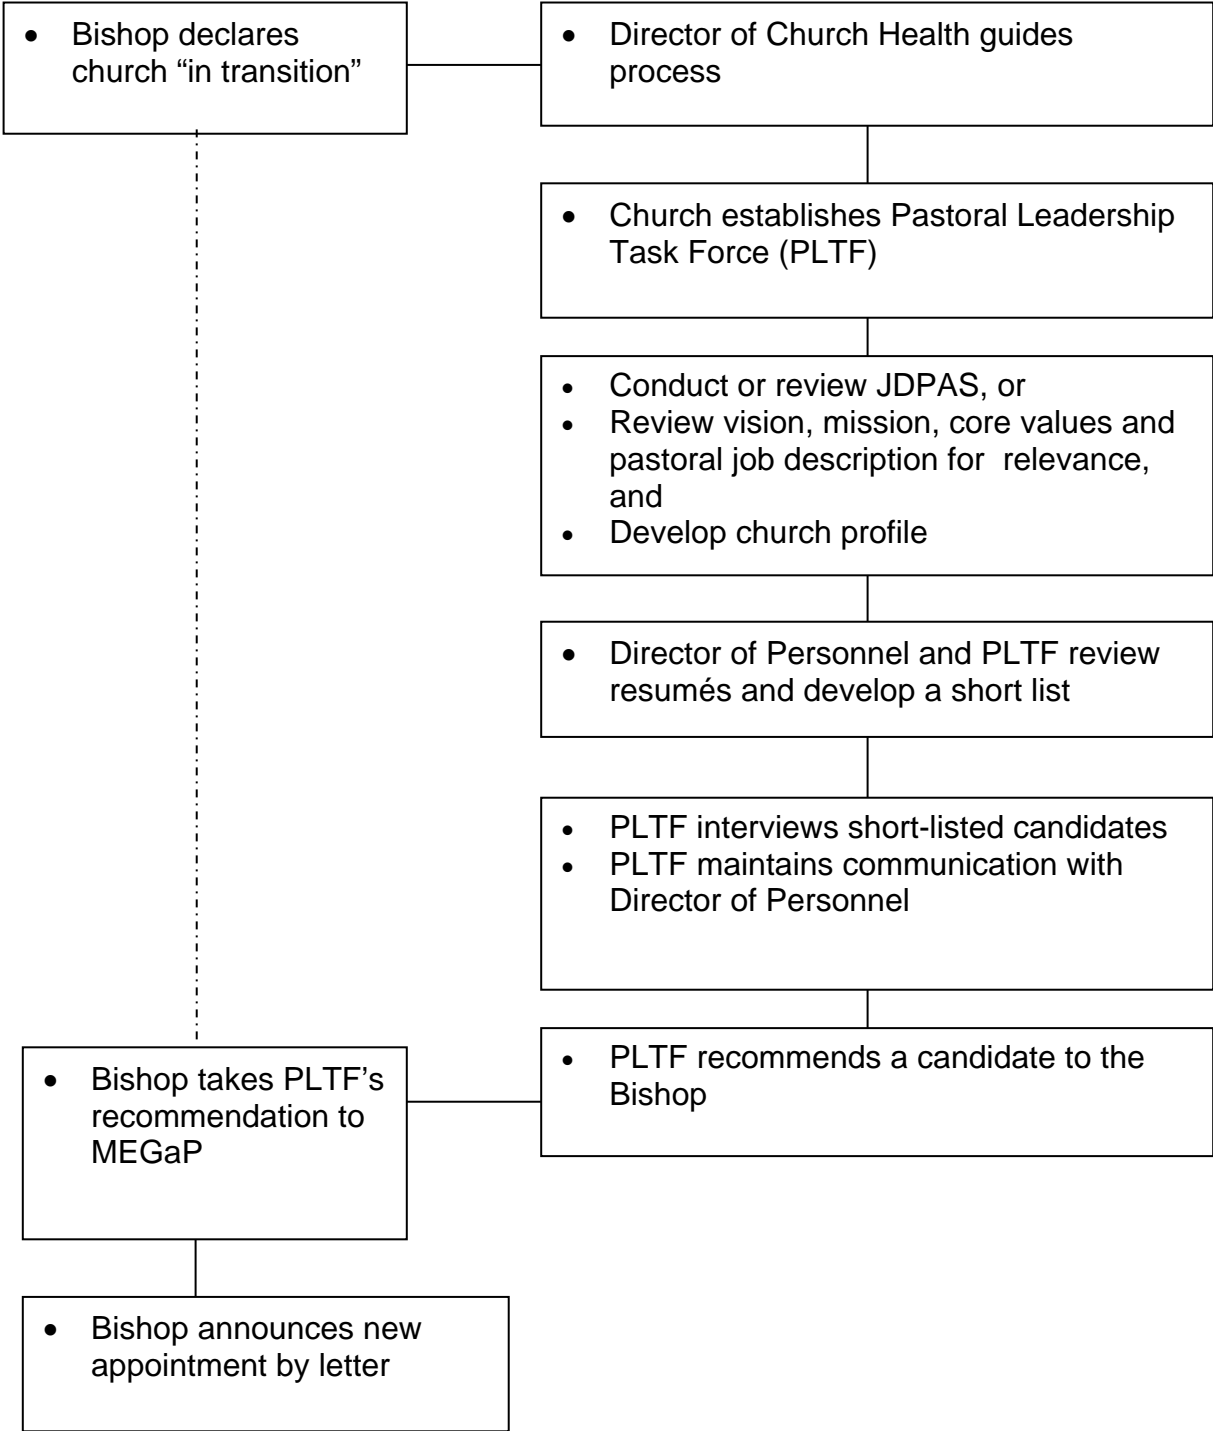 • Bishop declares
church “in transition”
• Director of Church Health guides
process
• Church establishes Pastoral Leadership
Task Force (PLTF)
• Conduct or review JDPAS, or
• Review vision, mission, core values and
pastoral job description for  relevance,
and
• Develop church profile
• Director of Personnel and PLTF review
resumés and develop a short list
• PLTF interviews short-listed candidates
• PLTF maintains communication with
Director of Personnel
• PLTF recommends a candidate to the
Bishop
• Bishop takes PLTF’s
recommendation to
MEGaP
• Bishop announces new
appointment by letter